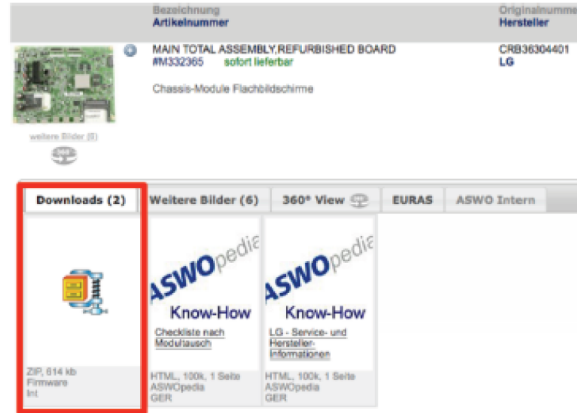 Bezeichnung
Artikelnummer
Originalnumme
Hersteller
MAIN TOTAL ASSEMBLY,REFURBISHED BOARD
#M332365 sofort lieferbar
CRB36304401
LG
Chassis-Module Flachbildschirme
weitere Bilder (6)
360°
Downloads (2)
Weitere Bilder (6)
360° View
EURAS
ASWO Intern
ASWOpedia
Know-How
Checkliste nach
Modultausch
ASWOpedia
Know-How
LG - Service- und
Hersteller-
Informationen
ZIP, 614 kb
Firmware
Int
HTML, 100k, 1 Seite
ASWOpedia
GER
HTML, 100k, 1 Seite
ASWOpedia
GER